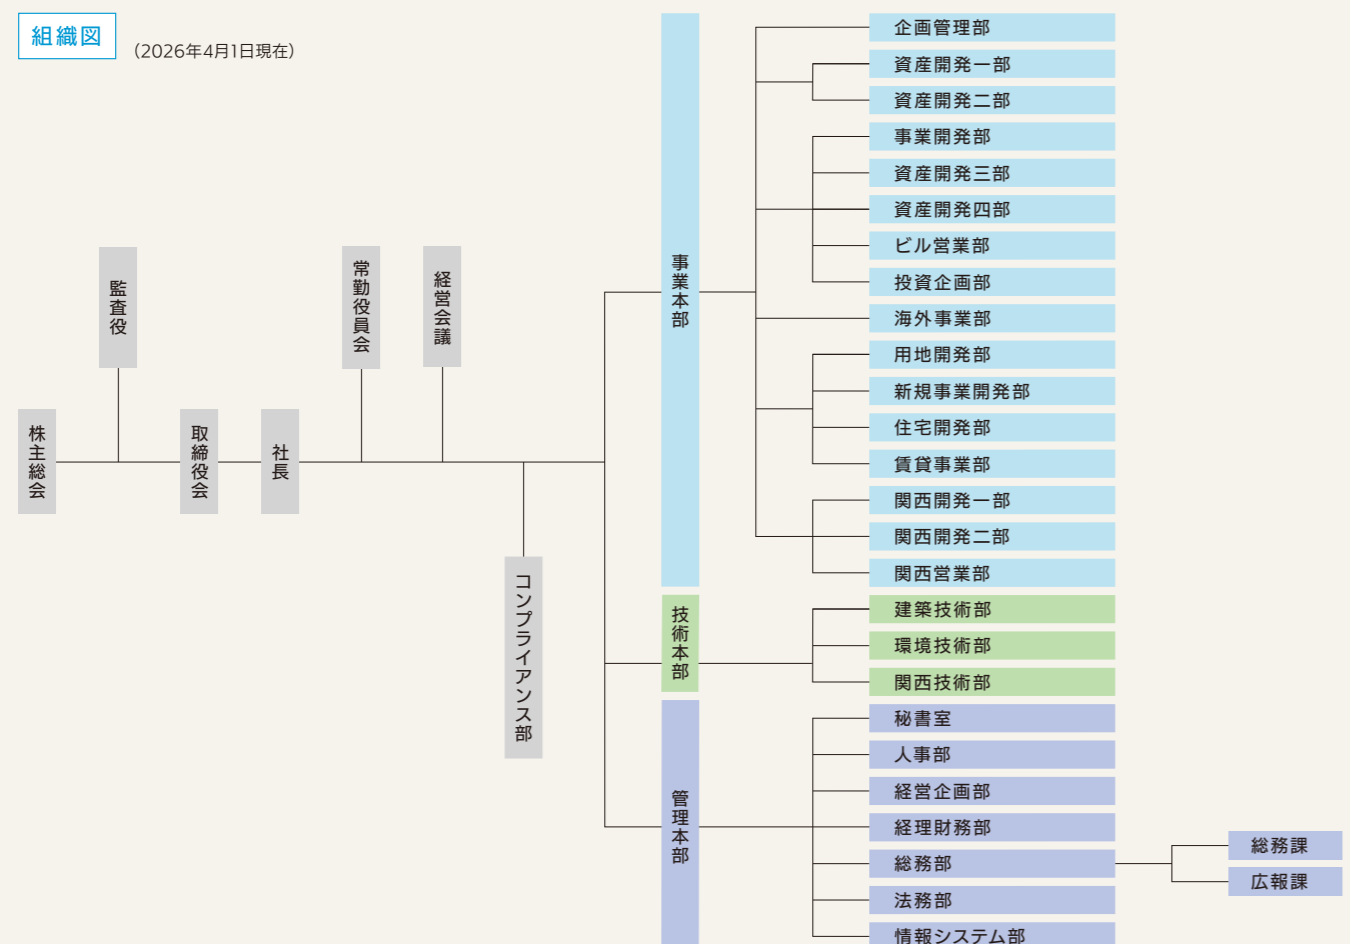 組織図
（2026年4月1日現在）
株主総会
監査役
取締役会
社長
常勤役員会
経営会議
コンプライアンス部
事業本部
企画管理部
資産開発一部
資産開発二部
事業開発部
資産開発三部
資産開発四部
ビル営業部
投資企画部
海外事業部
用地開発部
新規事業開発部
住宅開発部
賃貸事業部
関西開発一部
関西開発二部
関西営業部
技術本部
建築技術部
環境技術部
関西技術部
管理本部
秘書室
人事部
経営企画部
経理財務部
総務部
総務課
広報課
法務部
情報システム部